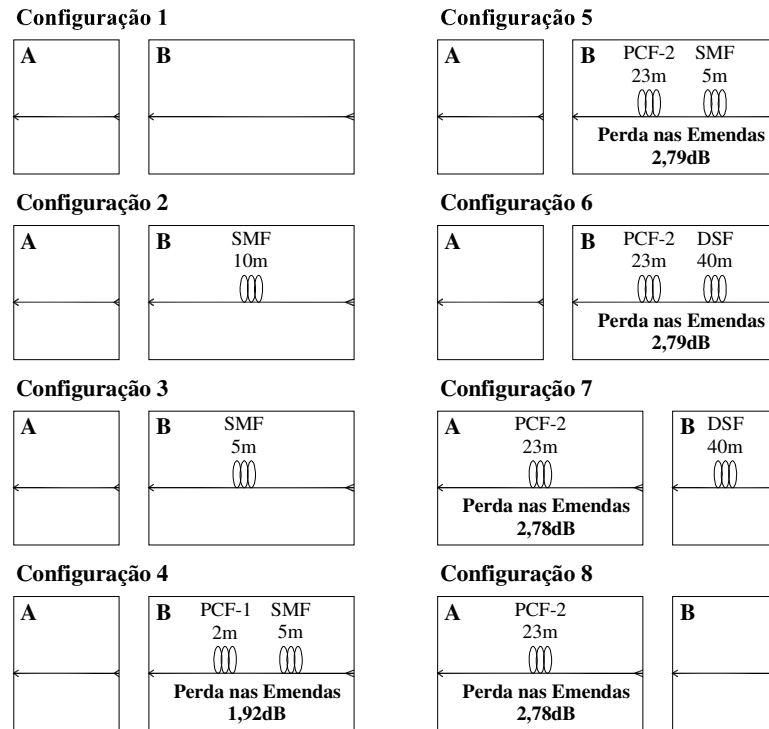 Configuração 1
A B
Configuração 2
A B SMF
10m
Configuração 3
A B SMF
5m
Configuração 4
A B PCF-1 SMF
2m 5m
Perda nas Emendas
1,92dB
Configuração 5
A B PCF-2 SMF
23m 5m
Perda nas Emendas
2,79dB
Configuração 6
A B PCF-2 DSF
23m 40m
Perda nas Emendas
2,79dB
Configuração 7
A PCF-2 B DSF
23m 40m
Perda nas Emendas
2,78dB
Configuração 8
A PCF-2 B
23m
Perda nas Emendas
2,78dB